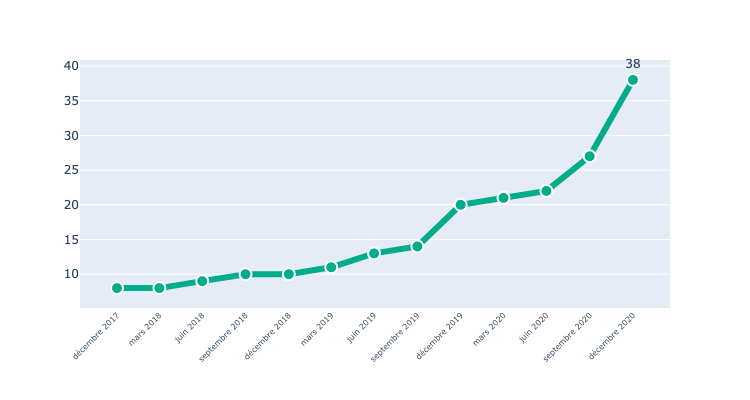 38
40
35
30
25
20
15
10
décembre 2017
mars 2018
juin 2018
septembre 2018
décembre 2018
mars 2019
juin 2019
septembre 2019
décembre 2019
mars 2020
juin 2020
septembre 2020
décembre 2020